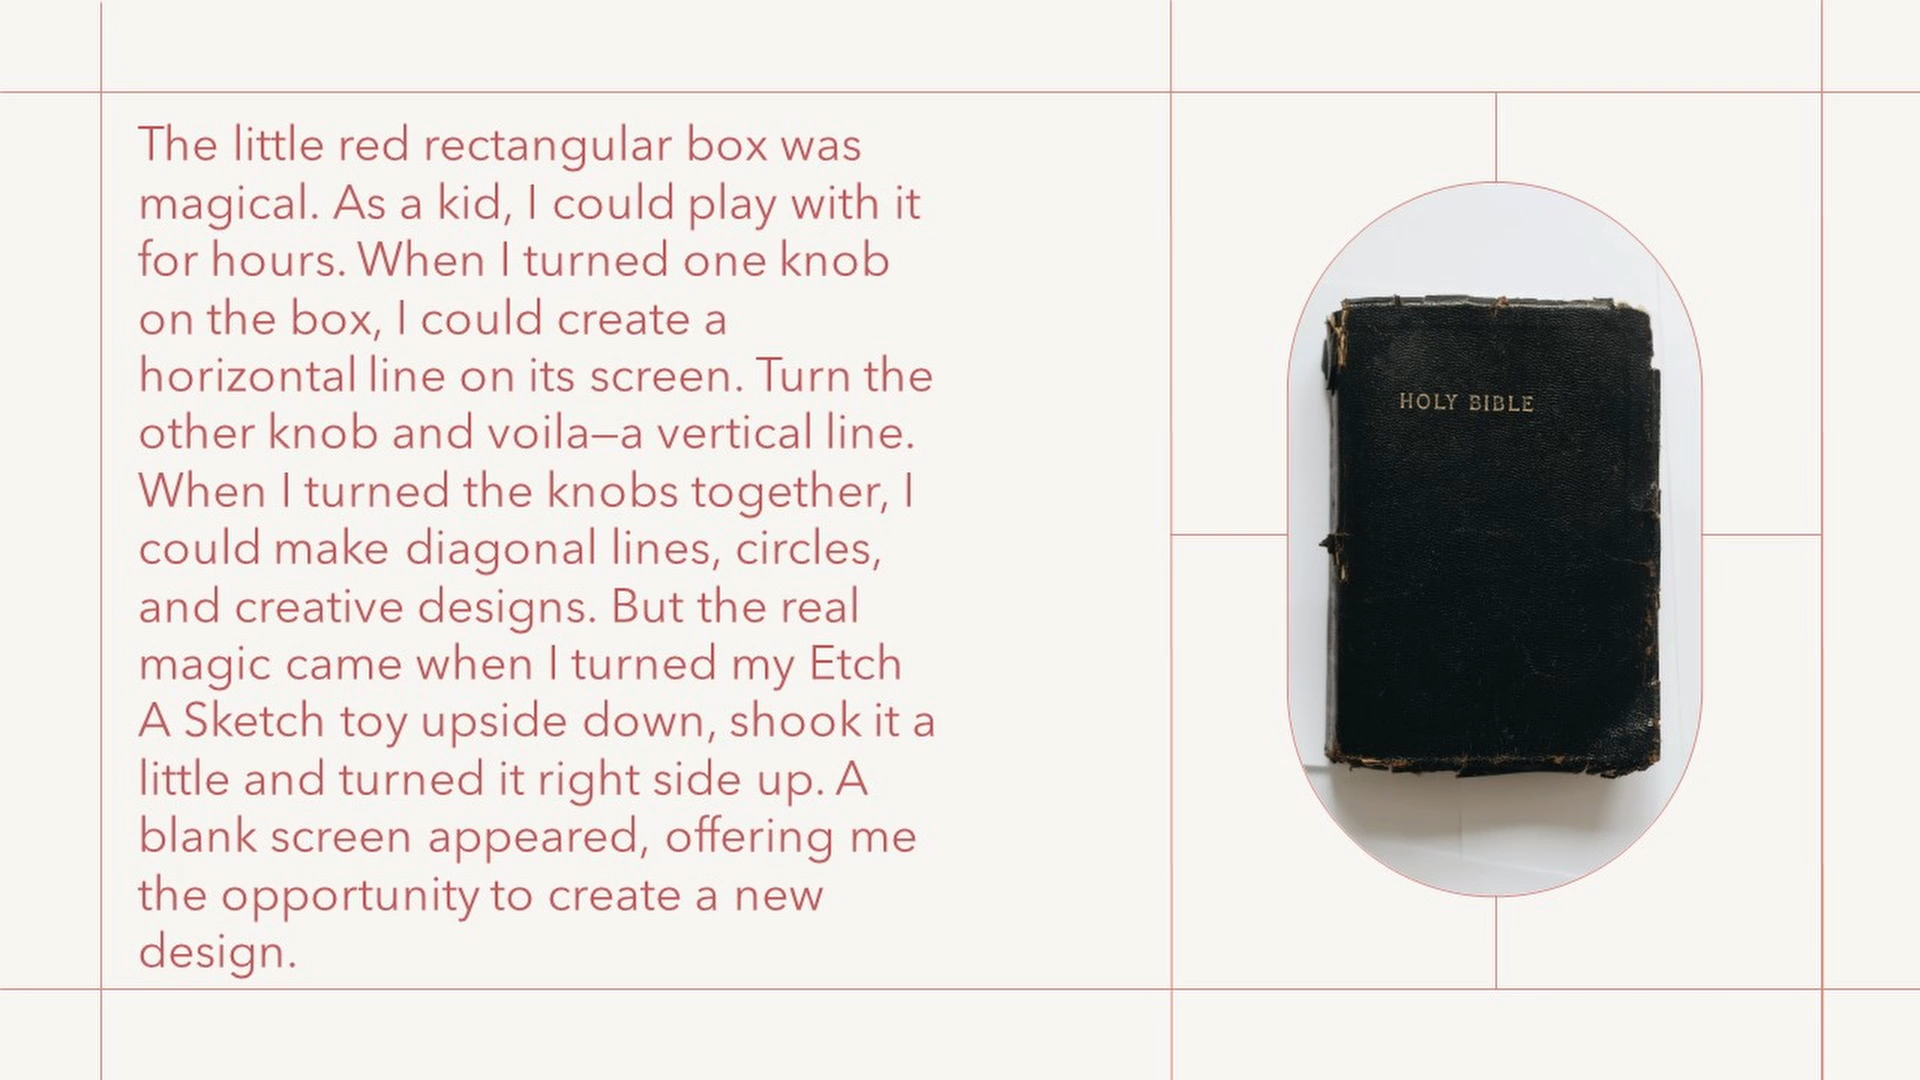 The little red rectangular box was
magical. As a kid, I could play with it
for hours. When I turned one knob
on the box, I could create a
horizontal line on its screen. Turn the
other knob and voila—a vertical line.
When I turned the knobs together, I
could make diagonal lines, circles,
and creative designs. But the real
magic came when I turned my Etch
A Sketch toy upside down, shook it a
little and turned it right side up. A
blank screen appeared, offering me
the opportunity to create a new
design.
HOLY BIBLE